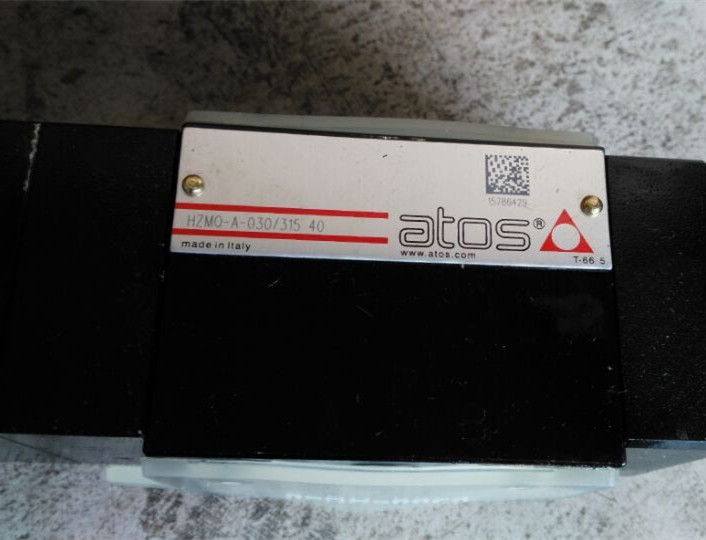 15786429
HZMO-A-030/315 40
atos®
www.atos.com
made in Italy
T-66 5